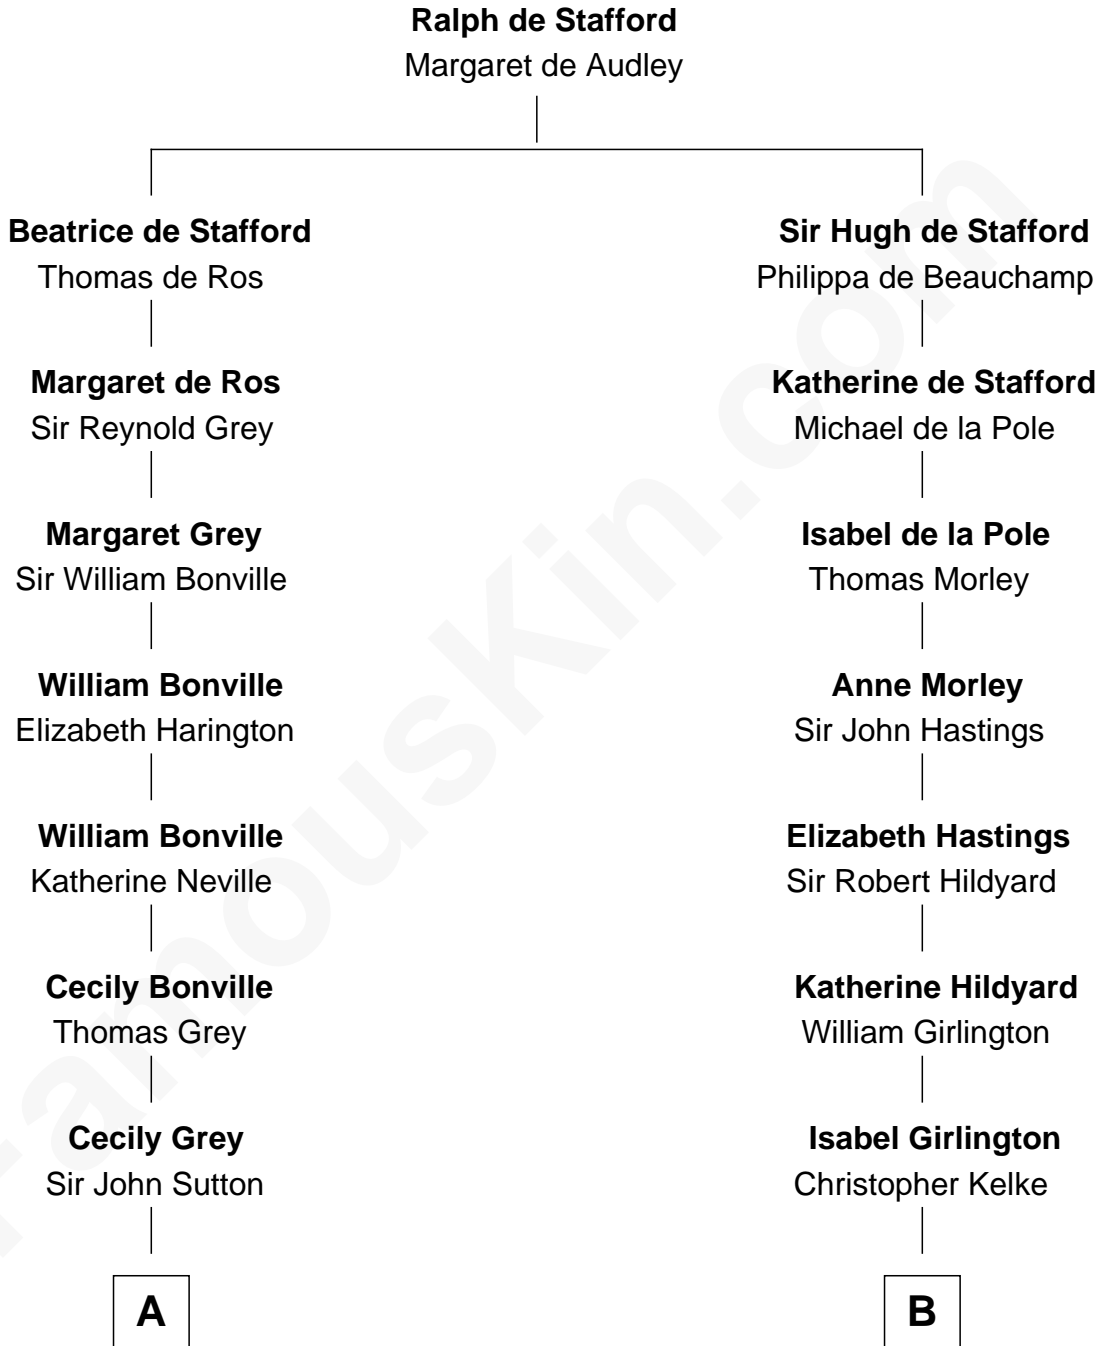 Ralph de Stafford
Margaret de Audley
Beatrice de Stafford
Thomas de Ros
Sir Hugh de Stafford
Philippa de Beauchamp
Margaret de Ros
Sir Reynold Grey
Katherine de Stafford
Michael de la Pole
Margaret Grey
Sir William Bonville
Isabel de la Pole
Thomas Morley
William Bonville
Elizabeth Harington
Anne Morley
Sir John Hastings
William Bonville
Katherine Neville
Elizabeth Hastings
Sir Robert Hildyard
Cecily Bonville
Thomas Grey
Katherine Hildyard
William Girlington
Cecily Grey
Sir John Sutton
Isabel Girlington
Christopher Kelke
A
B
FamousKin.com